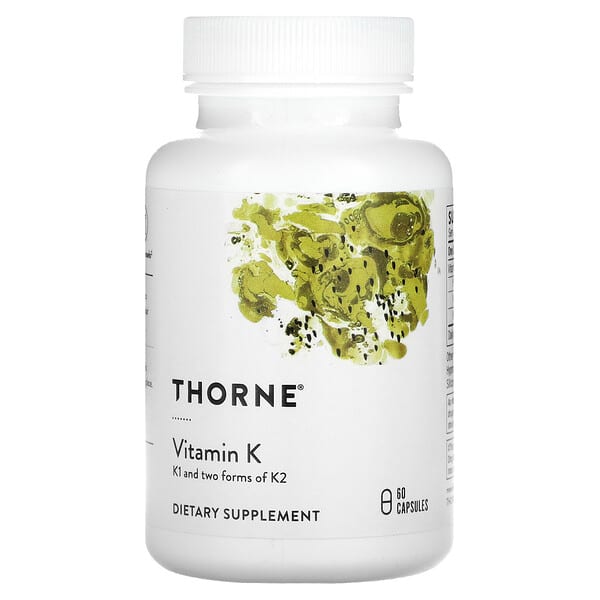 THORNE®
Vitamin K
K1 and two forms of K2
DIETARY SUPPLEMENT
60
CAPSULES